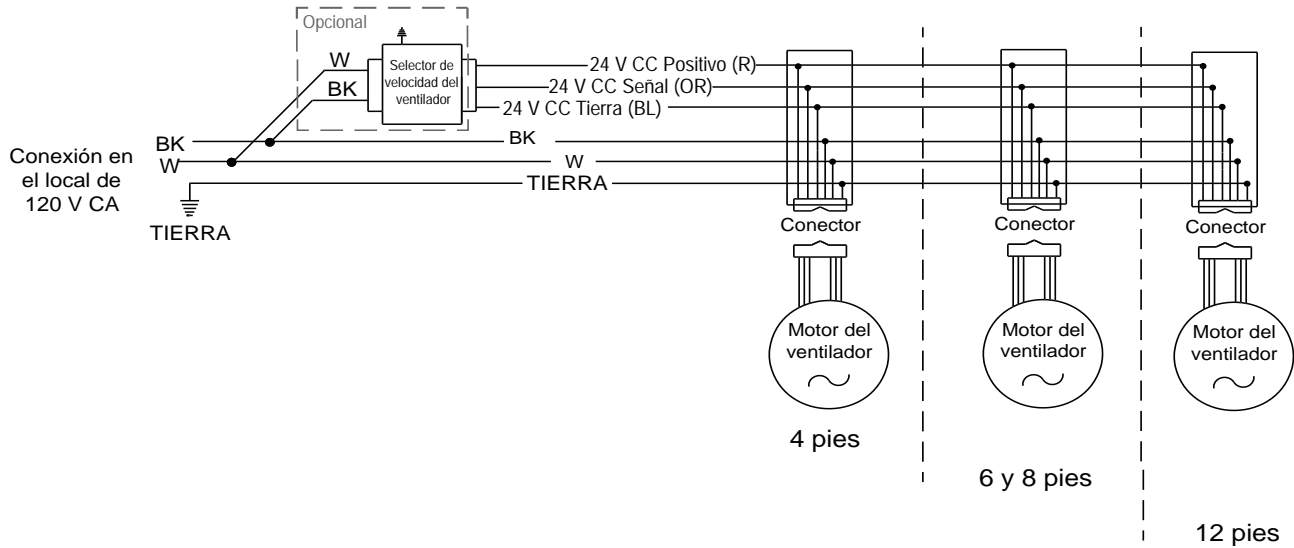 Opcional
W
BK
Selector de
velocidad del
ventilador
24 V CC Positivo (R)
24 V CC Señal (OR)
24 V CC Tierra (BL)
BK
W
BK
W
TIERRA
Conexión en
el local de
120 V CA
TIERRA
Conector
Conector
Conector
Motor del
ventilador
Motor del
ventilador
Motor del
ventilador
4 pies
6 y 8 pies
12 pies